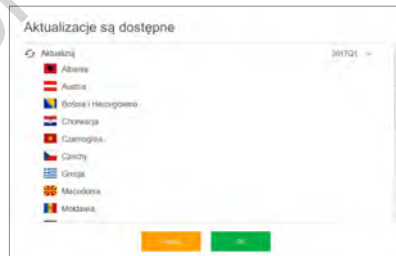 Aktualizacje są dostępne
Aktualizuj 2017Q1
Albania
Austria
Bośnia i Hercegowina
Chorwacja
Czarnogóra
Czechy
Grecja
Macedonia
Mołdawia
OK